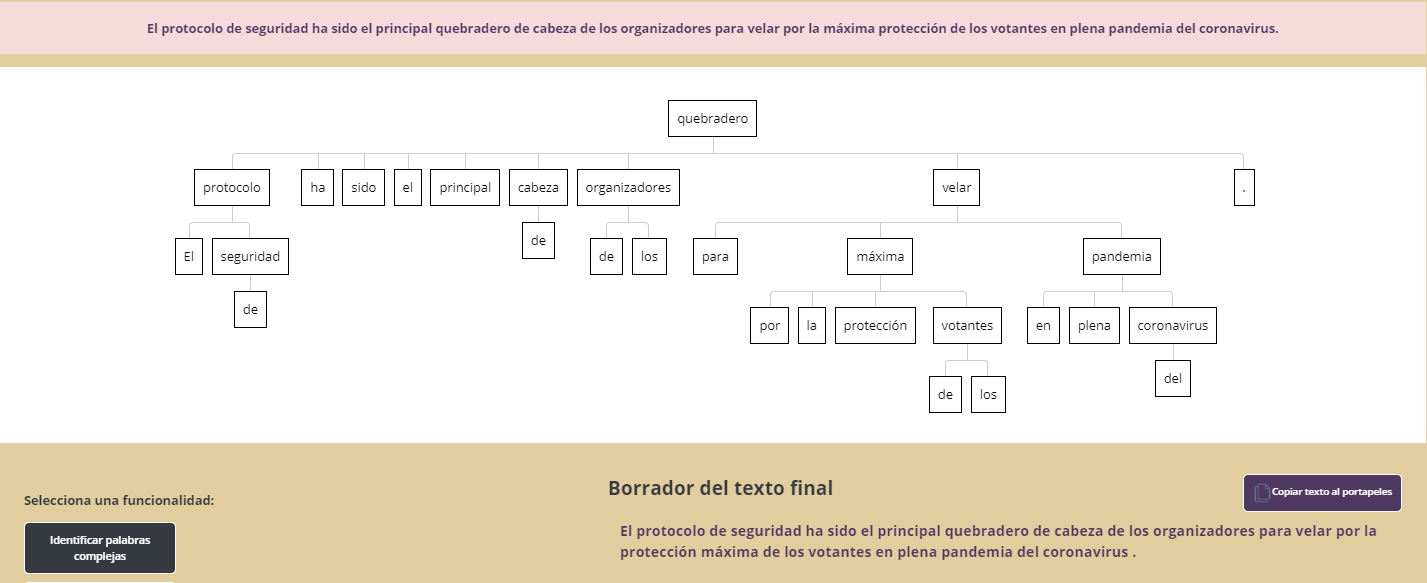 El protocolo de seguridad ha sido el principal quebradero de cabeza de los organizadores para velar por la máxima protección de los votantes en plena pandemia del coronavirus.
quebradero
protocolo ha sido el principal cabeza organizadores velar .
El seguridad de de los para máxima pandemia
de por la protección votantes en plena coronavirus
de los del
Selecciona una funcionalidad:
Identificar palabras
complejas
Borrador del texto final
Copiar texto al portapeles
El protocolo de seguridad ha sido el principal quebradero de cabeza de los organizadores para velar por la
protección máxima de los votantes en plena pandemia del coronavirus .